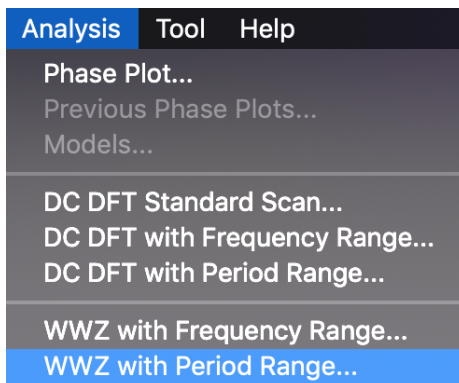 Analysis Tool Help
Phase Plot...
Previous Phase Plots...
Models...
DC DFT Standard Scan...
DC DFT with Frequency Range...
DC DFT with Period Range...
WWZ with Frequency Range...
WWZ with Period Range...